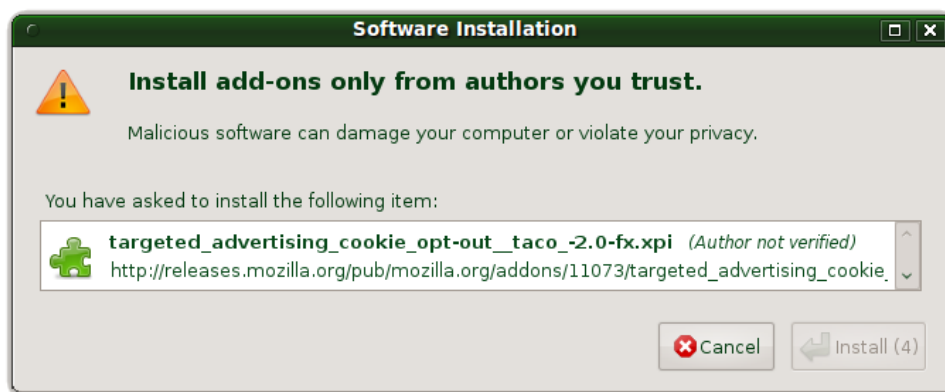 Software Installation
Install add-ons only from authors you trust.
Malicious software can damage your computer or violate your privacy.
You have asked to install the following item:
targeted_advertising_cookie_opt-out__taco_-2.0-fx.xpi (Author not verified)
http://releases.mozilla.org/pub/mozilla.org/addons/11073/targeted_advertising_cookie_
Cancel Install (4)